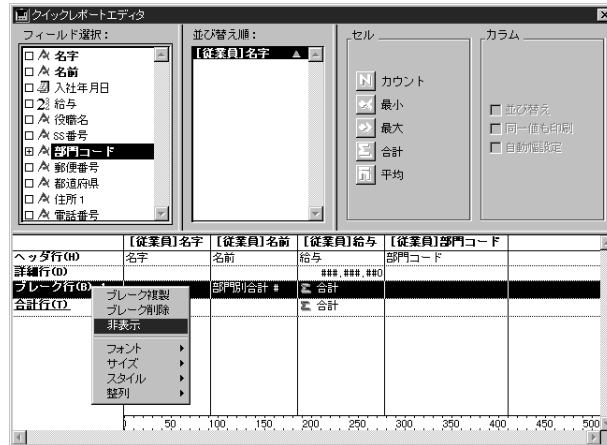 クイックレポートエディタ
フィールド選択：
名字
名前
入社年月日
給与
役職名
SS番号
部門コード
郵便番号
都道府県
住所1
電話番号
並び替え順：
[従業員]名字
セル
カウント
最小
最大
合計
平均
カラム
並び替え
同一値も印刷
自動幅設定
[従業員]名字 [従業員]名前 [従業員]給与 [従業員]部門コード
ヘッダ行(H) 名字 名前 給与 部門コード
詳細行(D) ###,###,##0
ブレーク行(B) 1 部門別合計 # Σ 合計
合計行(T) Σ 合計
ブレーク複製
ブレーク削除
非表示
フォント
サイズ
スタイル
整列
0 50 100 150 200 250 300 350 400 450 500